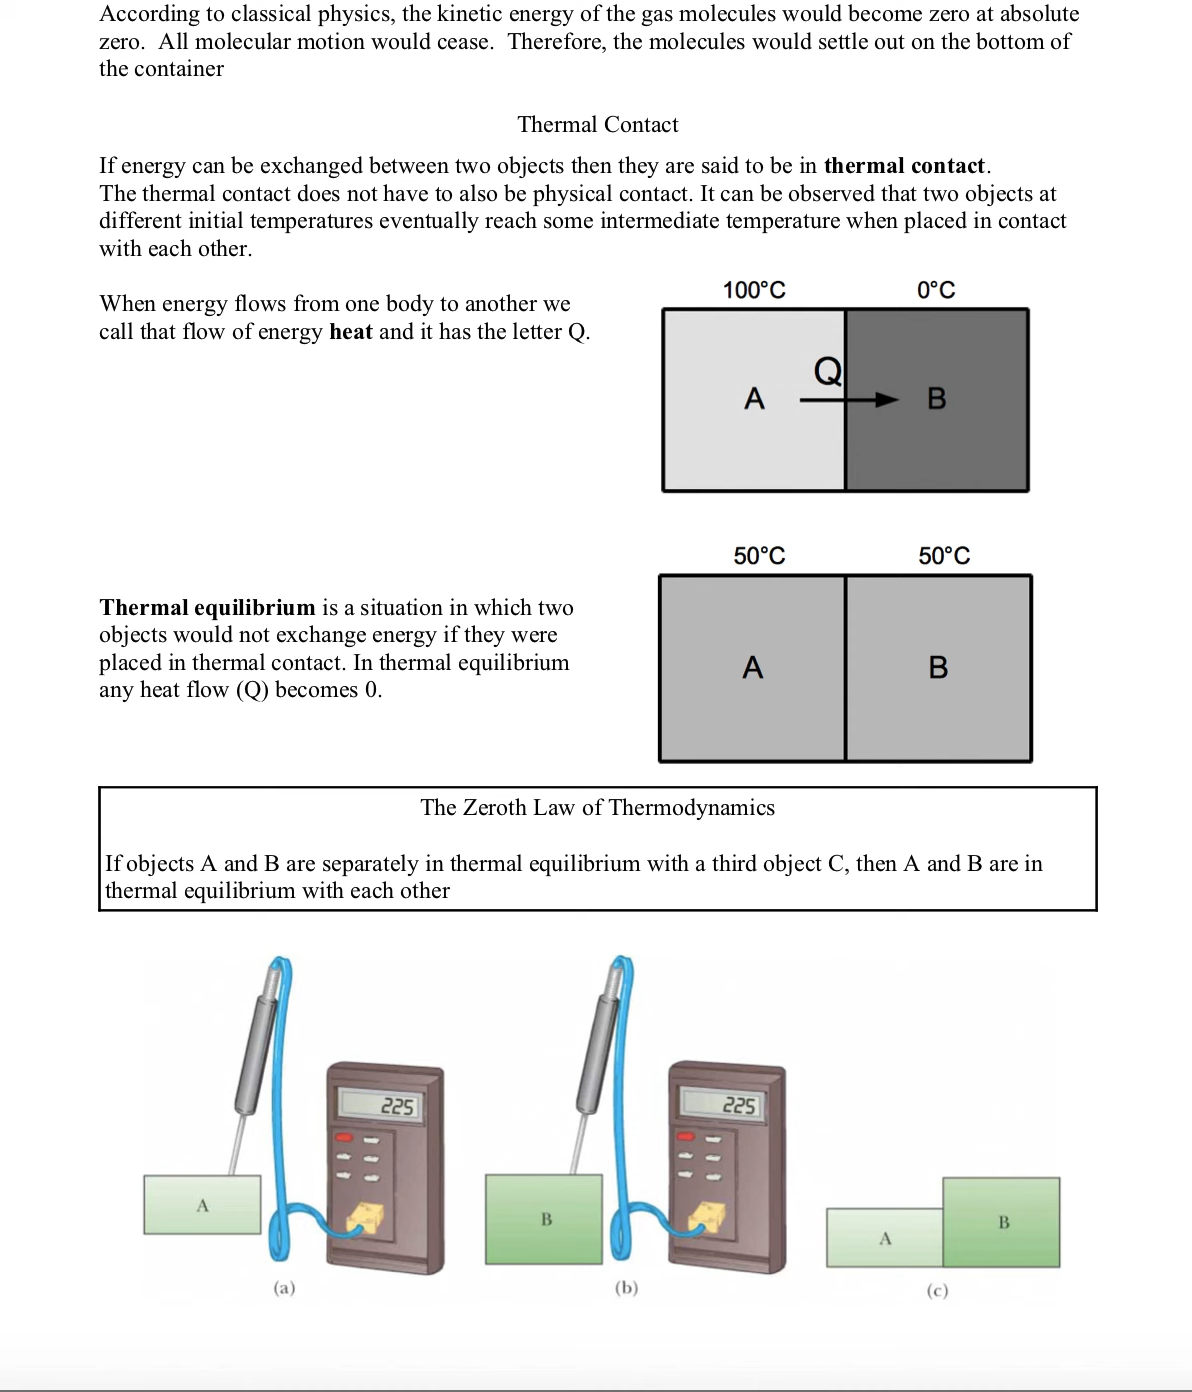 According to classical physics, the kinetic energy of the gas molecules would become zero at absolute
zero.  All molecular motion would cease.  Therefore, the molecules would settle out on the bottom of
the container
Thermal Contact
If energy can be exchanged between two objects then they are said to be in thermal contact.
The thermal contact does not have to also be physical contact. It can be observed that two objects at
different initial temperatures eventually reach some intermediate temperature when placed in contact
with each other.
When energy flows from one body to another we
call that flow of energy heat and it has the letter Q.
100°C 0°C
Q
A B
50°C 50°C
Thermal equilibrium is a situation in which two
objects would not exchange energy if they were
placed in thermal contact. In thermal equilibrium
any heat flow (Q) becomes 0.
A B
The Zeroth Law of Thermodynamics
If objects A and B are separately in thermal equilibrium with a third object C, then A and B are in
thermal equilibrium with each other
225 225
A B A B
(a) (b) (c)